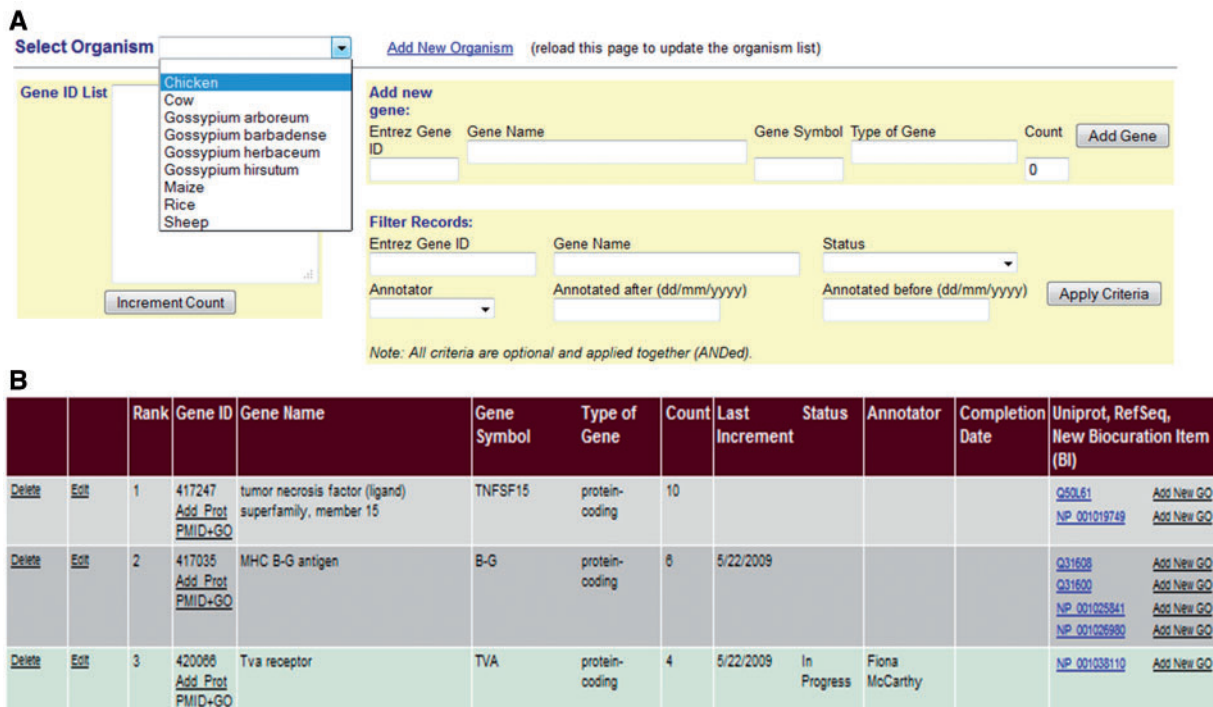 A
Select Organism
Add New Organism (reload this page to update the organism list)
Gene ID List
Chicken
Cow
Gossypium arboreum
Gossypium barbadense
Gossypium herbaceum
Gossypium hirsutum
Maize
Rice
Sheep
Increment Count
Add new
gene:
Entrez Gene
ID
Gene Name
Gene Symbol
Type of Gene
Count
0
Add Gene
Filter Records:
Entrez Gene ID
Gene Name
Status
Annotator
Annotated after (dd/mm/yyyy)
Annotated before (dd/mm/yyyy)
Apply Criteria
Note: All criteria are optional and applied together (ANDed).
B
Rank Gene ID Gene Name Gene Symbol Type of Gene Count Last Increment Status Annotator Completion Date Uniprot, RefSeq, New Biocuration Item (BI)
Delete Edit 1 417247 tumor necrosis factor (ligand) TNFSF15 protein- 10 Q50L61 Add New GO
Add Prot superfamily, member 15 coding NP_001019749 Add New GO
PMID+GO
Delete Edit 2 417035 MHC B-G antigen B-G protein- 6 5/22/2009 Q31608 Add New GO
Add Prot coding Q31600 Add New GO
PMID+GO NP_001025841 Add New GO
NP_001026980 Add New GO
Delete Edit 3 420066 Tva receptor TVA protein- 4 5/22/2009 In Fiona NP_001038110 Add New GO
Add Prot coding Progress McCarthy
PMID+GO